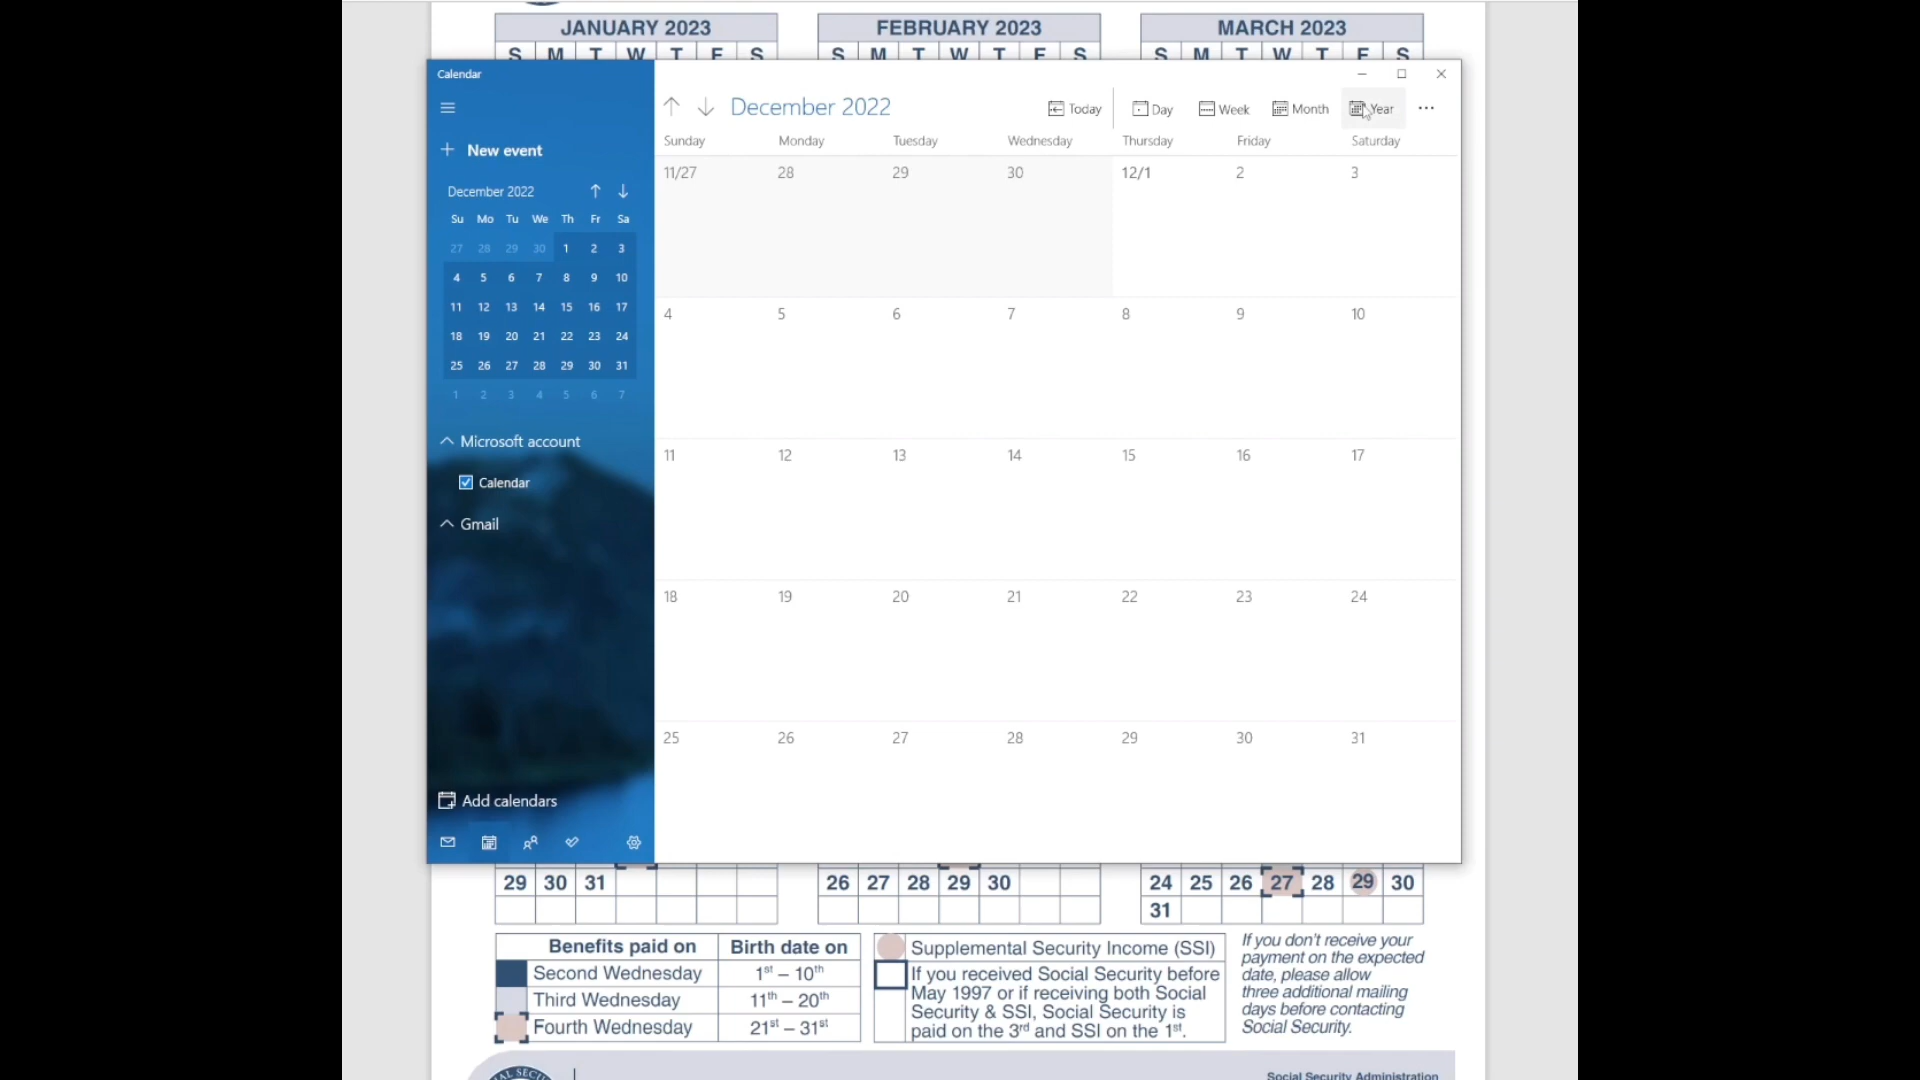 JANUARY 2023 FEBRUARY 2023 MARCH 2023
S M T W T F S S M T W T F S S M T W T F S
Calendar
December 2022 Today Day Week Month Year
Sunday Monday Tuesday Wednesday Thursday Friday Saturday
New event
11/27 28 29 30 12/1 2 3
December 2022
Su Mo Tu We Th Fr Sa
27 28 29 30 1 2 3
4 5 6 7 8 9 10
11 12 13 14 15 16 17
18 19 20 21 22 23 24
25 26 27 28 29 30 31
1 2 3 4 5 6 7
4 5 6 7 8 9 10
Microsoft account
11 12 13 14 15 16 17
Calendar
Gmail
18 19 20 21 22 23 24
25 26 27 28 29 30 31
Add calendars
29 30 31 26 27 28 29 30 24 25 26 27 28 29 30
31
Benefits paid on Birth date on
Second Wednesday 1st – 10th
Third Wednesday 11th – 20th
Fourth Wednesday 21st – 31st
Supplemental Security Income (SSI)
If you received Social Security before
May 1997 or if receiving both Social
Security & SSI, Social Security is
paid on the 3rd and SSI on the 1st.
If you don't receive your
payment on the expected
date, please allow
three additional mailing
days before contacting
Social Security.
Social Security Administration